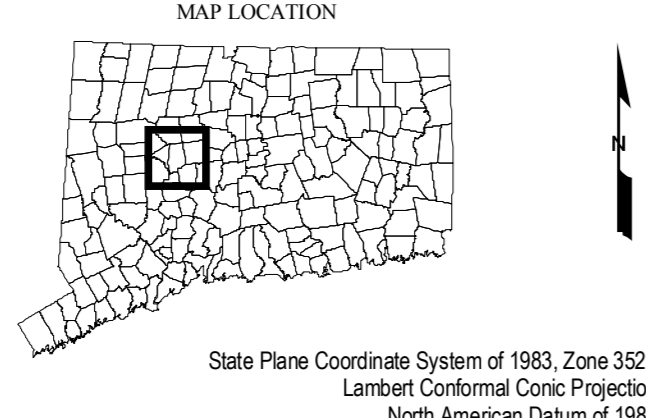 MAP LOCATION
N
State Plane Coordinate System of 1983, Zone 352
Lambert Conformal Conic Projectio
North American Datum of 198